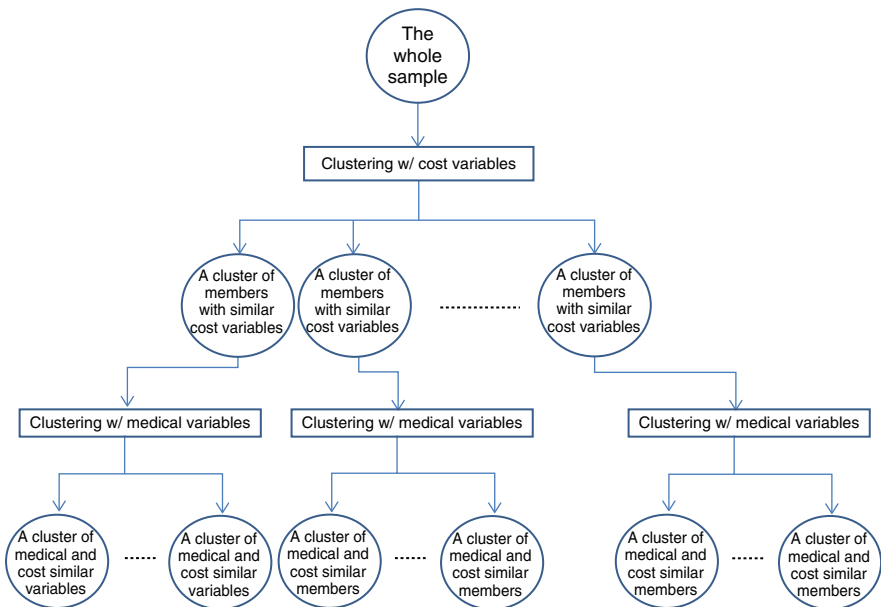 The
whole
sample
Clustering w/ cost variables
A cluster of
members
with similar
cost variables
A cluster of
members
with similar
cost variables
A cluster of
members
with similar
cost variables
Clustering w/ medical variables
Clustering w/ medical variables
Clustering w/ medical variables
A cluster of
medical and
cost similar
variables
A cluster of
medical and
cost similar
variables
A cluster of
medical and
cost similar
members
A cluster of
medical and
cost similar
members
A cluster of
medical and
cost similar
members
A cluster of
medical and
cost similar
members